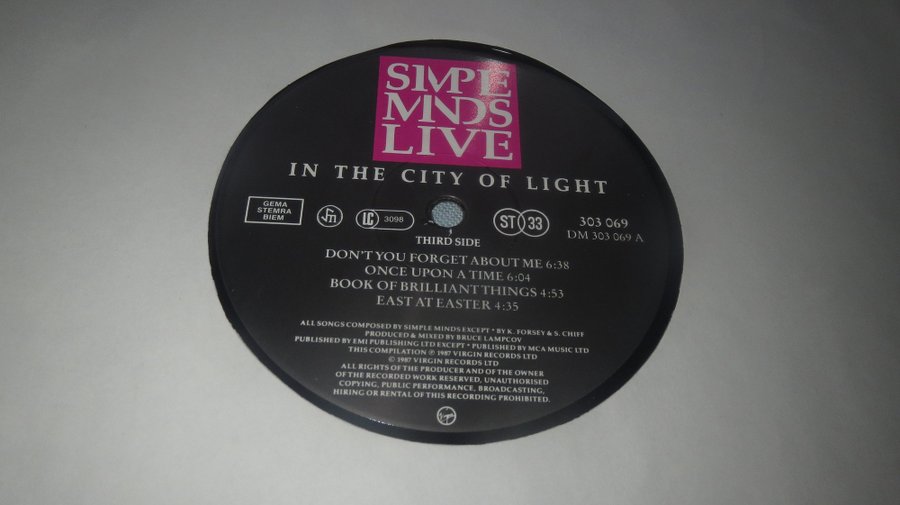 SIMPLE
MINDS
LIVE
IN THE CITY OF LIGHT
GEMA
STEMRA
BIEM
LC 3098
ST 33
303 069
DM 303 069 A
THIRD SIDE
DON'T YOU FORGET ABOUT ME 6:38
ONCE UPON A TIME 6:04
BOOK OF BRILLIANT THINGS 4:53
EAST AT EASTER 4:35
ALL SONGS COMPOSED BY SIMPLE MINDS EXCEPT * BY K. FORSEY & S. CHIFF
PRODUCED & MIXED BY BRUCE LAMPCOV
PUBLISHED BY EMI PUBLISHING LTD EXCEPT * PUBLISHED BY MCA MUSIC LTD
THIS COMPILATION ℗ 1987 VIRGIN RECORDS LTD
© 1987 VIRGIN RECORDS LTD
ALL RIGHTS OF THE PRODUCER AND OF THE OWNER
OF THE RECORDED WORK RESERVED, UNAUTHORISED
COPYING, PUBLIC PERFORMANCE, BROADCASTING,
HIRING OR RENTAL OF THIS RECORDING PROHIBITED.
Virgin